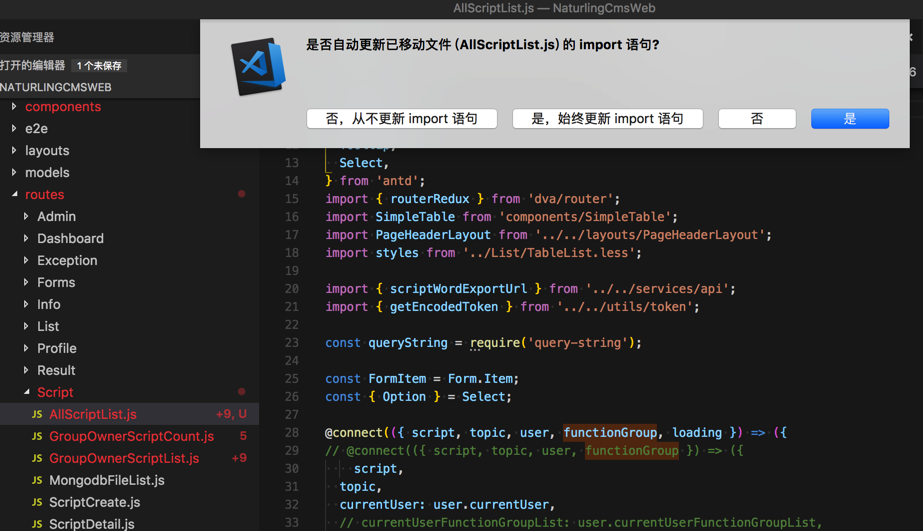 AllScriptList.js — NaturlingCmsWeb
是否自动更新已移动文件（AllScriptList.js）的 import 语句?
否，从不更新 import 语句
是，始终更新 import 语句
否
是
资源管理器
打开的编辑器 1 个未保存
NATURLINGCMSWEB
components
e2e
layouts
models
routes
Admin
Dashboard
Exception
Forms
Info
List
Profile
Result
Script
JS AllScriptList.js +9, U
JS GroupOwnerScriptCount.js 5
JS GroupOwnerScriptList.js +9
JS MongodbFileList.js
JS ScriptCreate.js
JS ScriptDetail.js
13 Select,
14 } from 'antd';
15 import { routerRedux } from 'dva/router';
16 import SimpleTable from 'components/SimpleTable';
17 import PageHeaderLayout from '../../layouts/PageHeaderLayout';
18 import styles from '../List/TableList.less';
19
20 import { scriptWordExportUrl } from '../../services/api';
21 import { getEncodedToken } from '../../utils/token';
22
23 const queryString = require('query-string');
24
25 const FormItem = Form.Item;
26 const { Option } = Select;
27
28 @connect(({ script, topic, user, functionGroup, loading }) => ({
29 // @connect(({ script, topic, user, functionGroup }) => ({
30 script,
31 topic,
32 currentUser: user.currentUser,
33 // currentUserFunctionGroupList: user.currentUserFunctionGroupList,